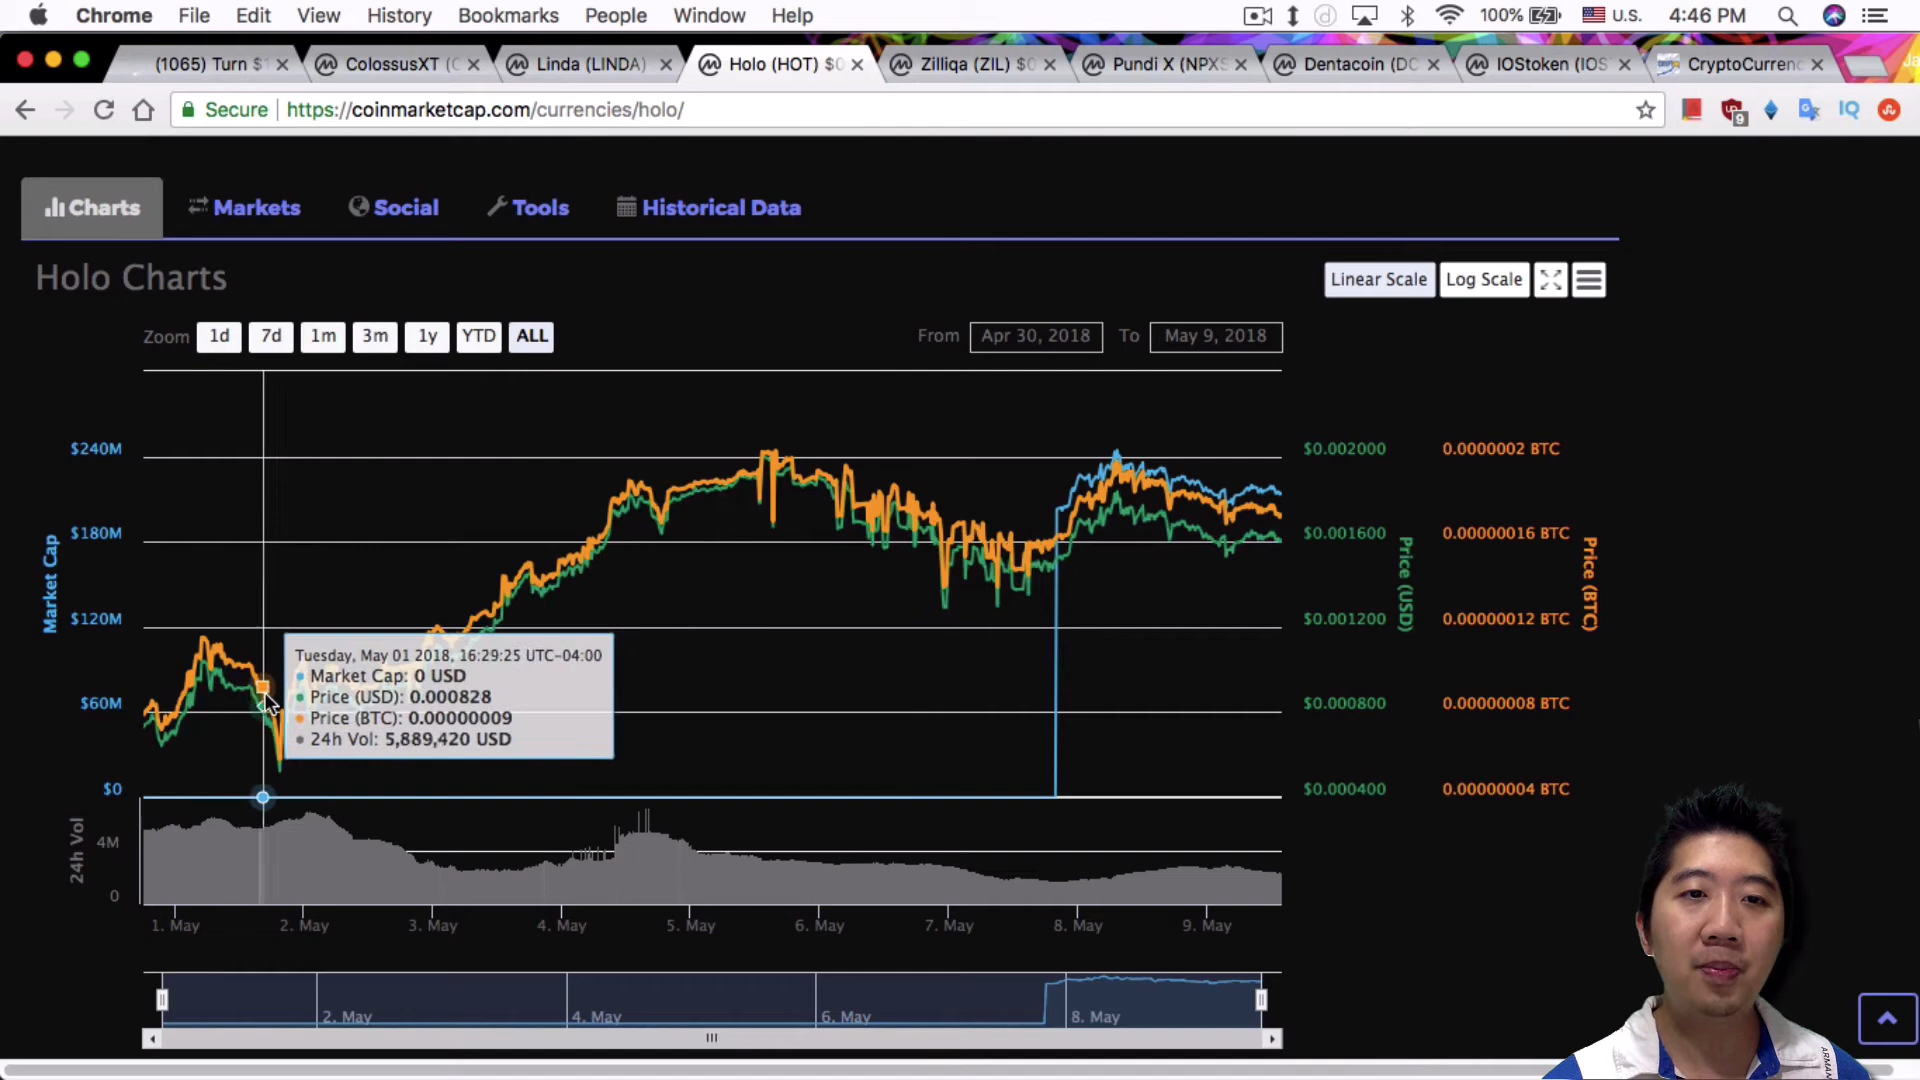 Chrome File Edit View History Bookmarks People Window Help 100% U.S. 4:46 PM
(1065) Turn $1 ColossusXT (C Linda (LINDA) Holo (HOT) $0 Zilliqa (ZIL) $0 Pundi X (NPXS Dentacoin (DC IOStoken (IOS CryptoCurrenc Ja
Secure https://coinmarketcap.com/currencies/holo/ 9 IQ
Charts Markets Social Tools Historical Data
Holo Charts
Linear Scale Log Scale
Zoom 1d 7d 1m 3m 1y YTD ALL From Apr 30, 2018 To May 9, 2018
$240M $0.002000 0.0000002 BTC
$180M $0.001600 0.00000016 BTC
Market Cap Price (USD) Price (BTC)
$120M $0.001200 0.00000012 BTC
Tuesday, May 01 2018, 16:29:25 UTC-04:00
Market Cap: 0 USD
Price (USD): 0.000828
Price (BTC): 0.00000009
24h Vol: 5,889,420 USD
$60M $0.000800 0.00000008 BTC
$0 $0.000400 0.00000004 BTC
24h Vol
4M
0
1. May 2. May 3. May 4. May 5. May 6. May 7. May 8. May 9. May
2. May 4. May 6. May 8. May
ARMAN